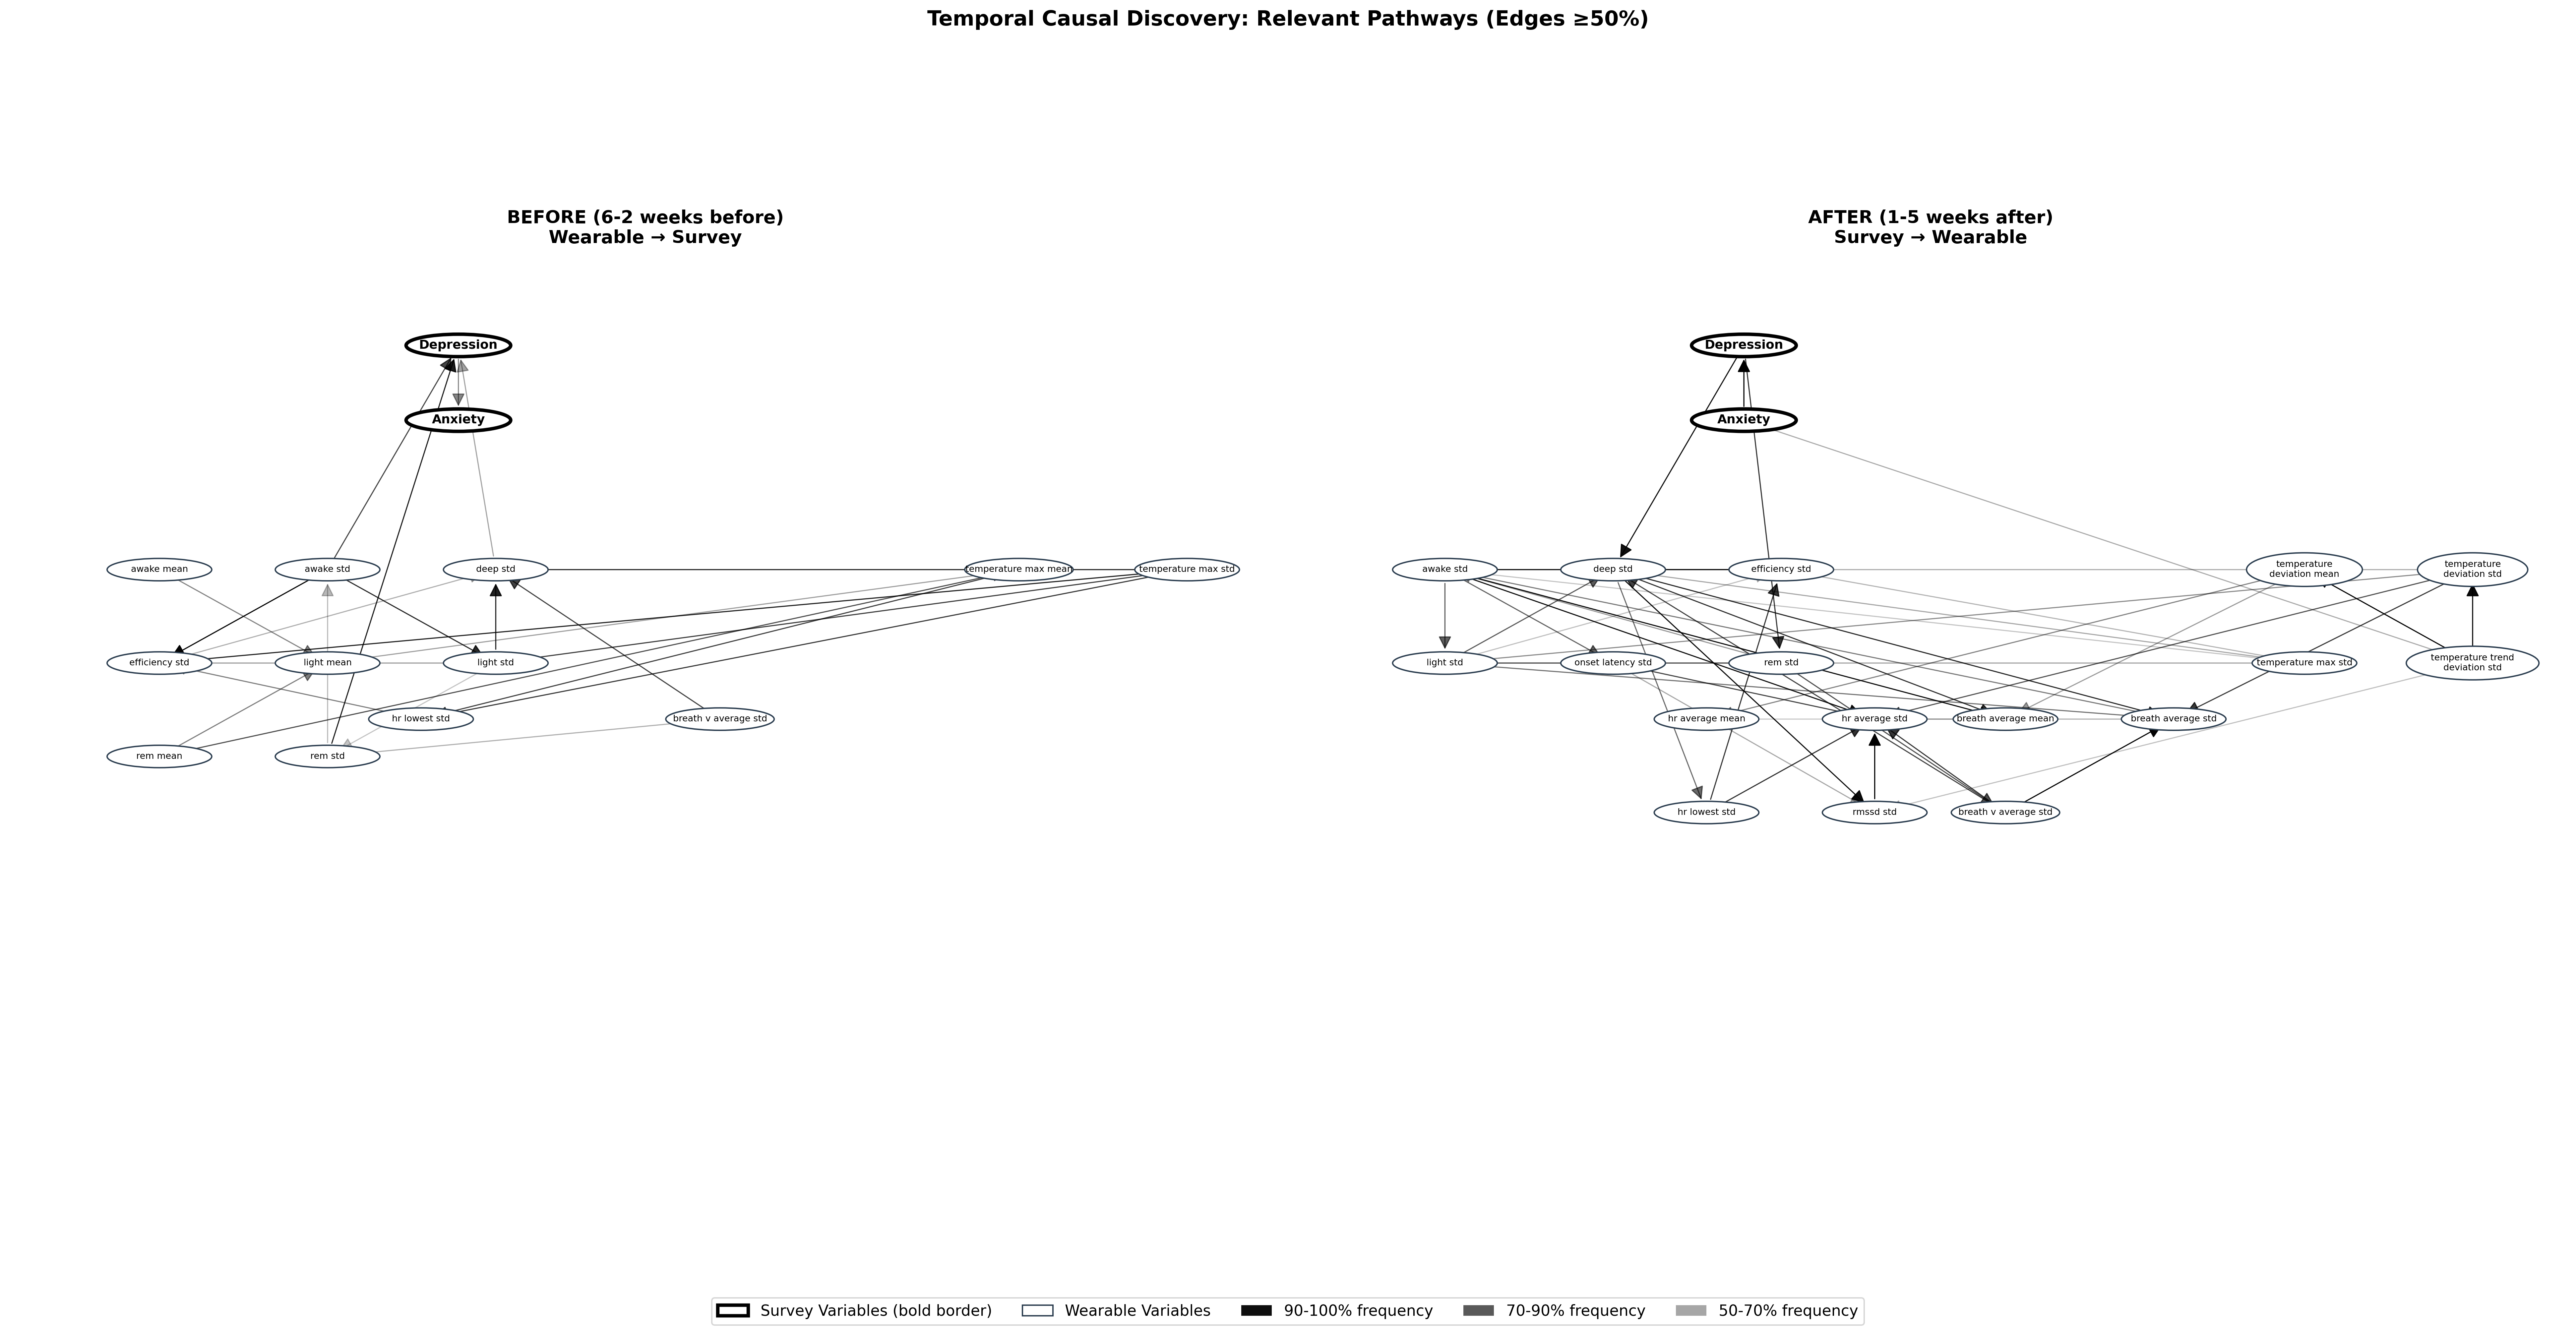 Temporal Causal Discovery: Relevant Pathways (Edges ≥50%)
BEFORE (6-2 weeks before)
Wearable → Survey
Depression
Anxiety
awake mean
awake std
deep std
temperature max mean
temperature max std
efficiency std
light mean
light std
hr lowest std
breath v average std
rem mean
rem std
AFTER (1-5 weeks after)
Survey → Wearable
Depression
Anxiety
awake std
deep std
efficiency std
temperature
deviation mean
temperature
deviation std
light std
onset latency std
rem std
temperature max std
temperature trend
deviation std
hr average mean
hr average std
breath average mean
breath average std
hr lowest std
rmssd std
breath v average std
Survey Variables (bold border)
Wearable Variables
90-100% frequency
70-90% frequency
50-70% frequency